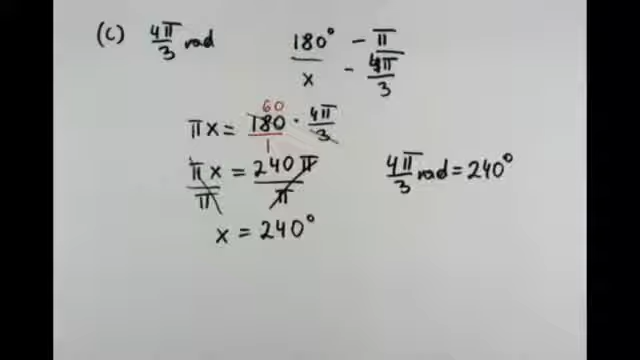 (c) 4π/3 rad
180° - π
x - 4π/3
πx = 180/1 · 4π/3
60
πx/π = 240π/π
4π/3 rad = 240°
x = 240°